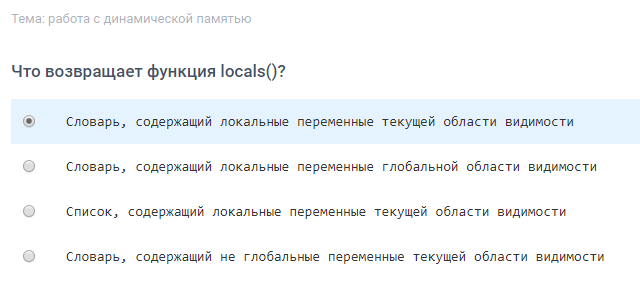 Тема: работа с динамической памятью
Что возвращает функция locals()?
Словарь, содержащий локальные переменные текущей области видимости
Словарь, содержащий локальные переменные глобальной области видимости
Список, содержащий локальные переменные текущей области видимости
Словарь, содержащий не глобальные переменные текущей области видимости